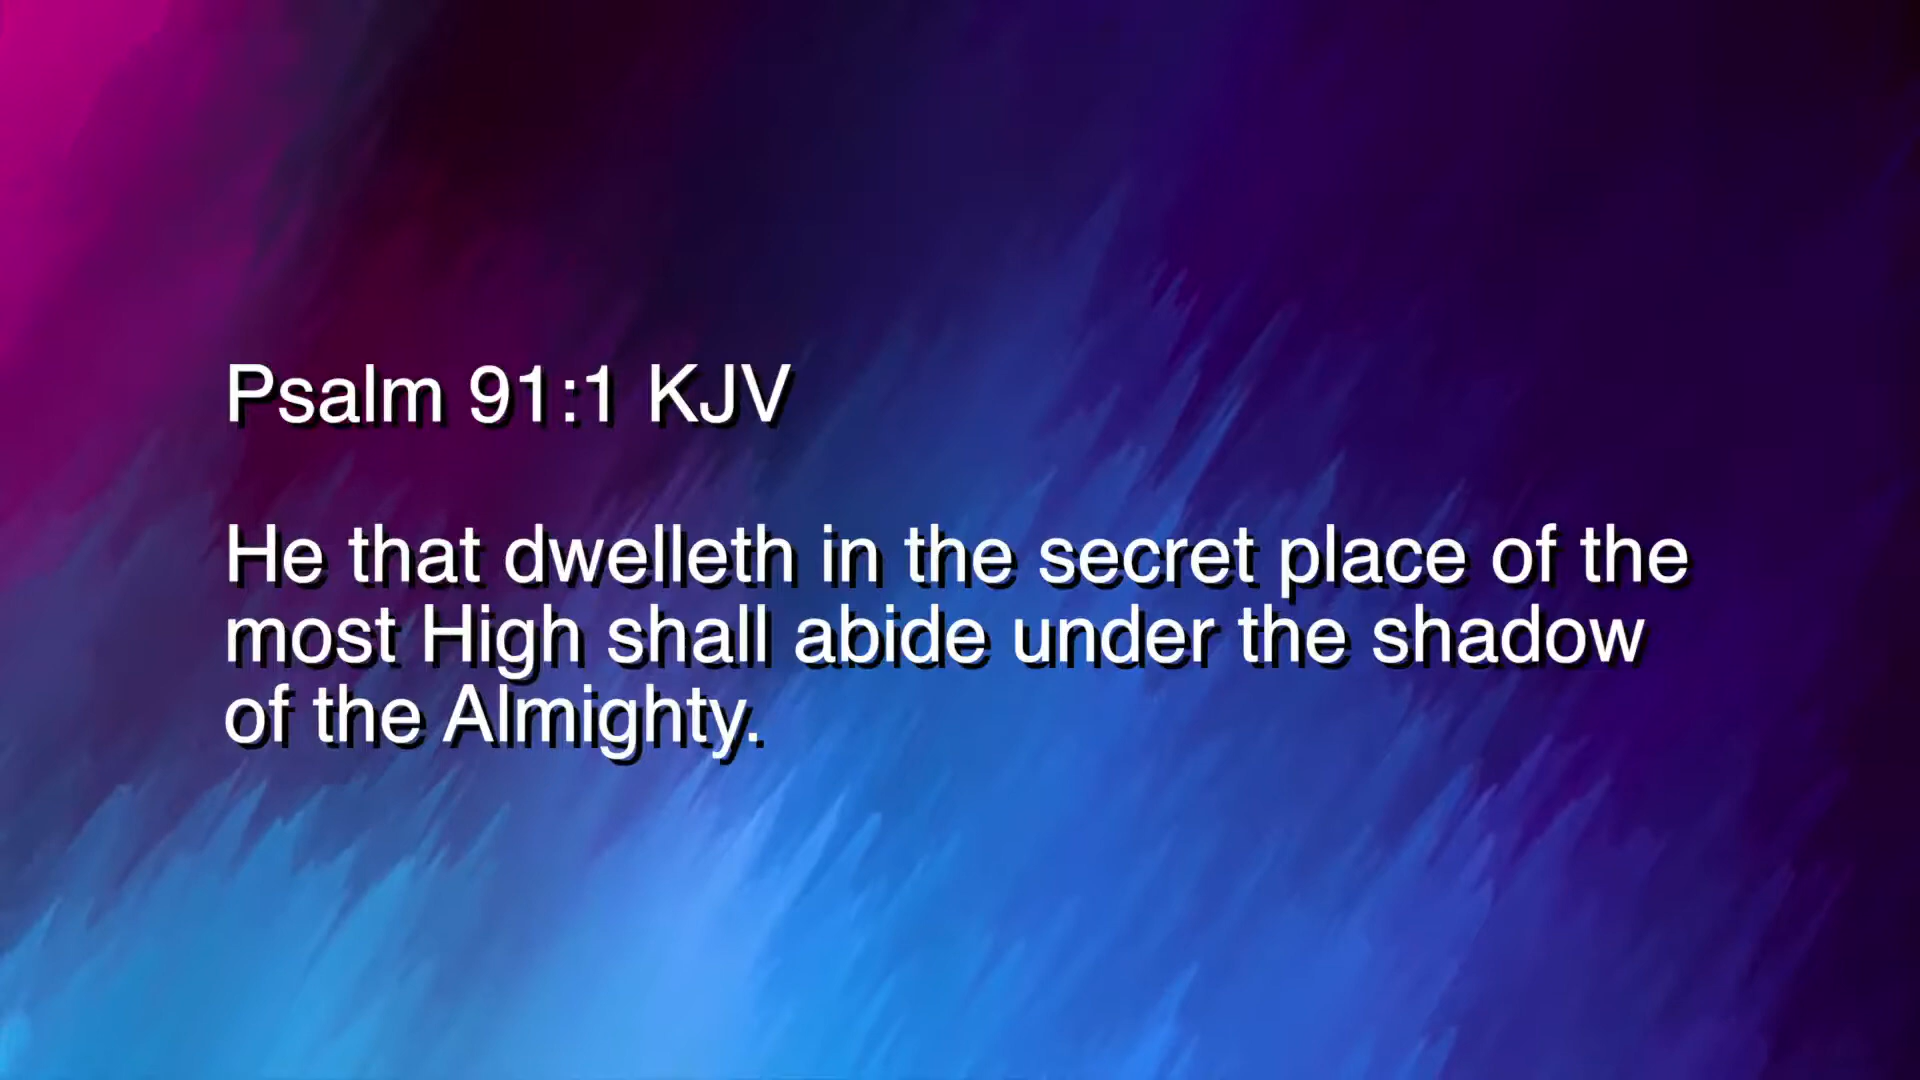 Psalm 91:1 KJV
He that dwelleth in the secret place of the
most High shall abide under the shadow
of the Almighty.